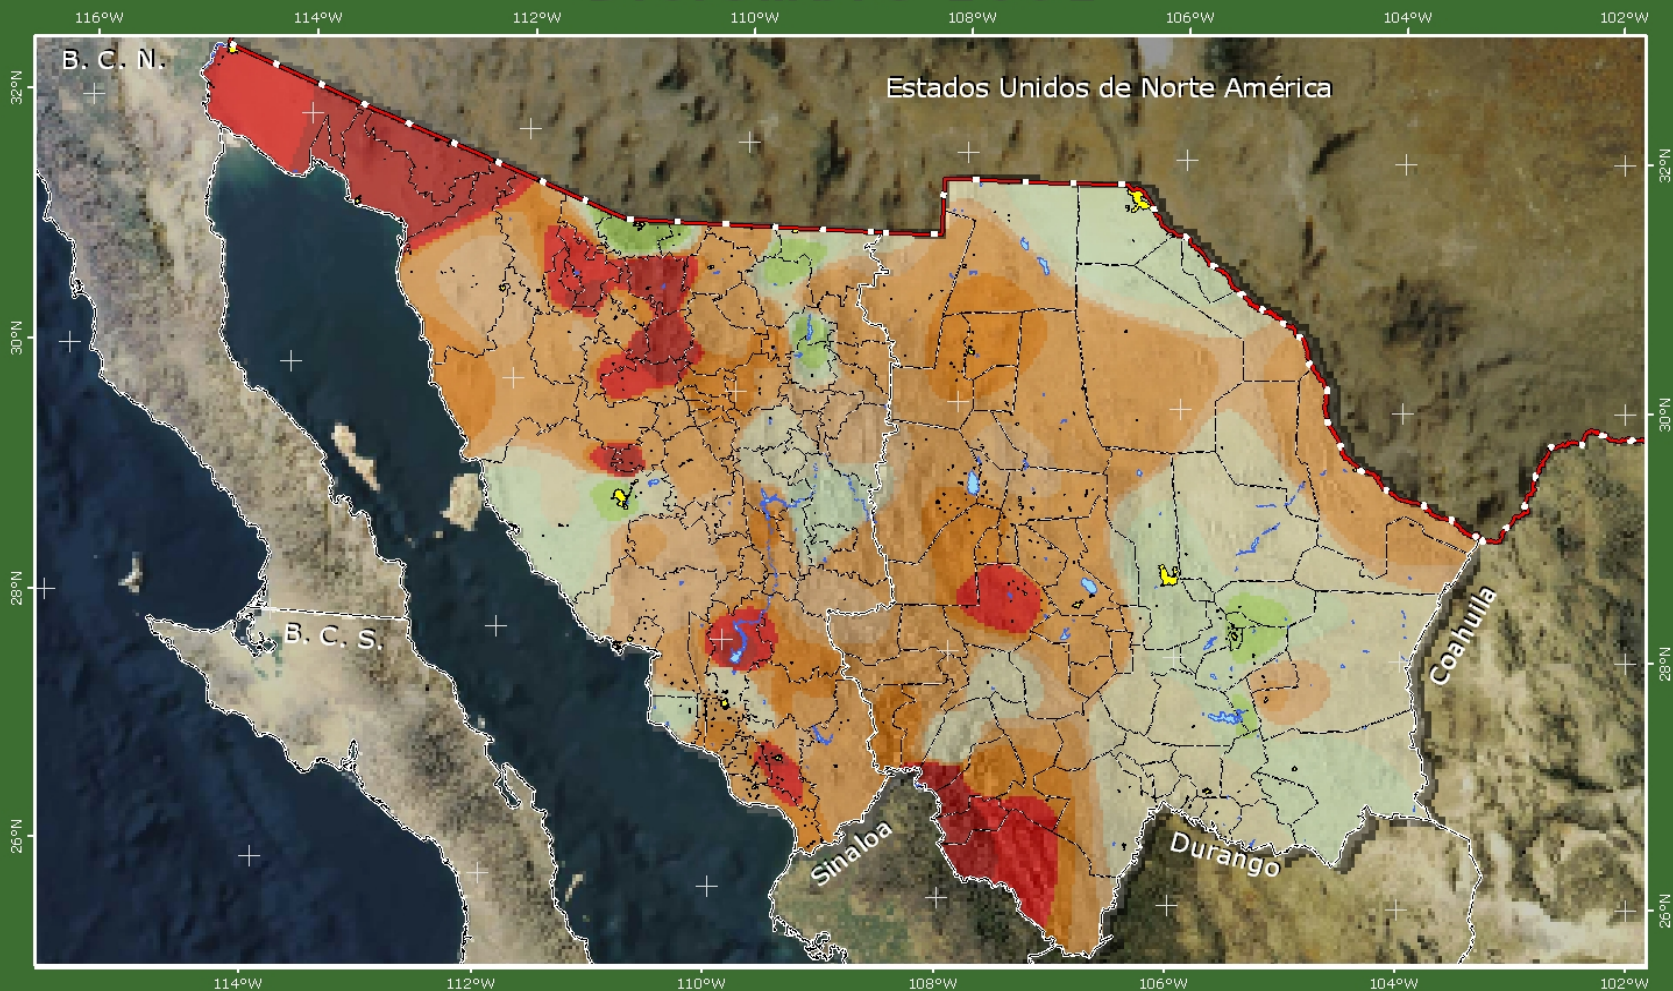 116°W 114°W 112°W 110°W 108°W 106°W 104°W 102°W
B. C. N.
Estados Unidos de Norte América
32°N 32°N
30°N 30°N
28°N 28°N
B. C. S.
Coahuila
26°N 26°N
Sinaloa
Durango
114°W 112°W 110°W 108°W 106°W 104°W 102°W